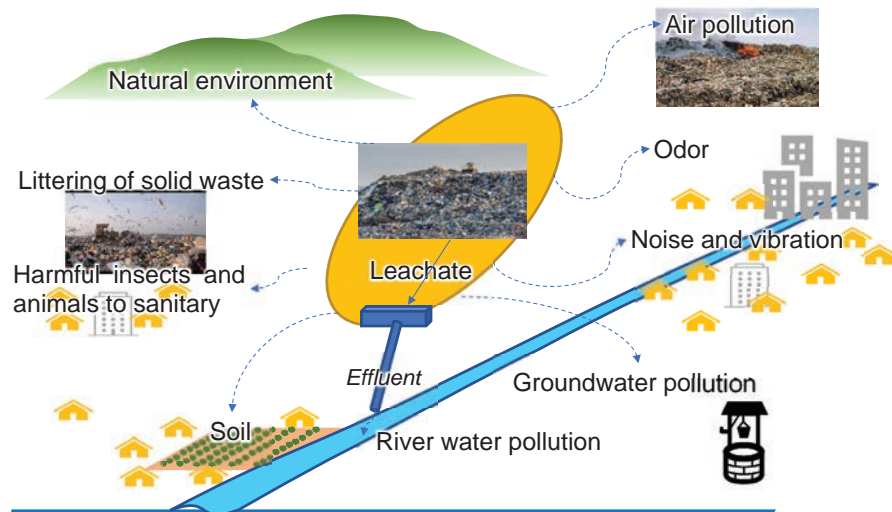 Air pollution
Natural environment
Odor
Littering of solid waste
Noise and vibration
Leachate
Harmful insects and
animals to sanitary
Effluent
Groundwater pollution
Soil
River water pollution